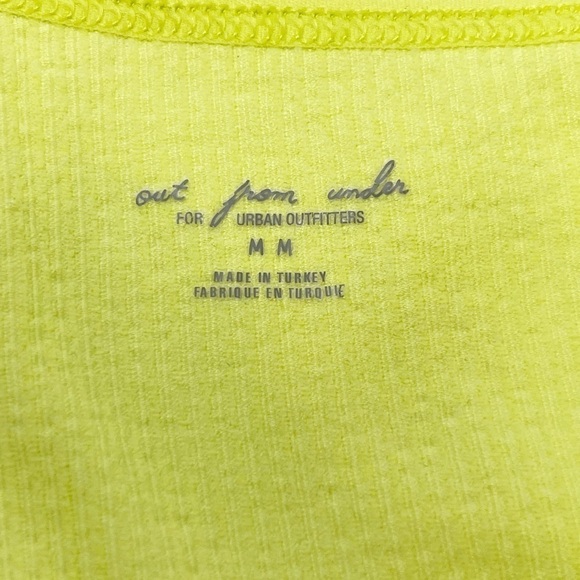 out from under
FOR URBAN OUTFITTERS
M M
MADE IN TURKEY
FABRIQUE EN TURQUIE